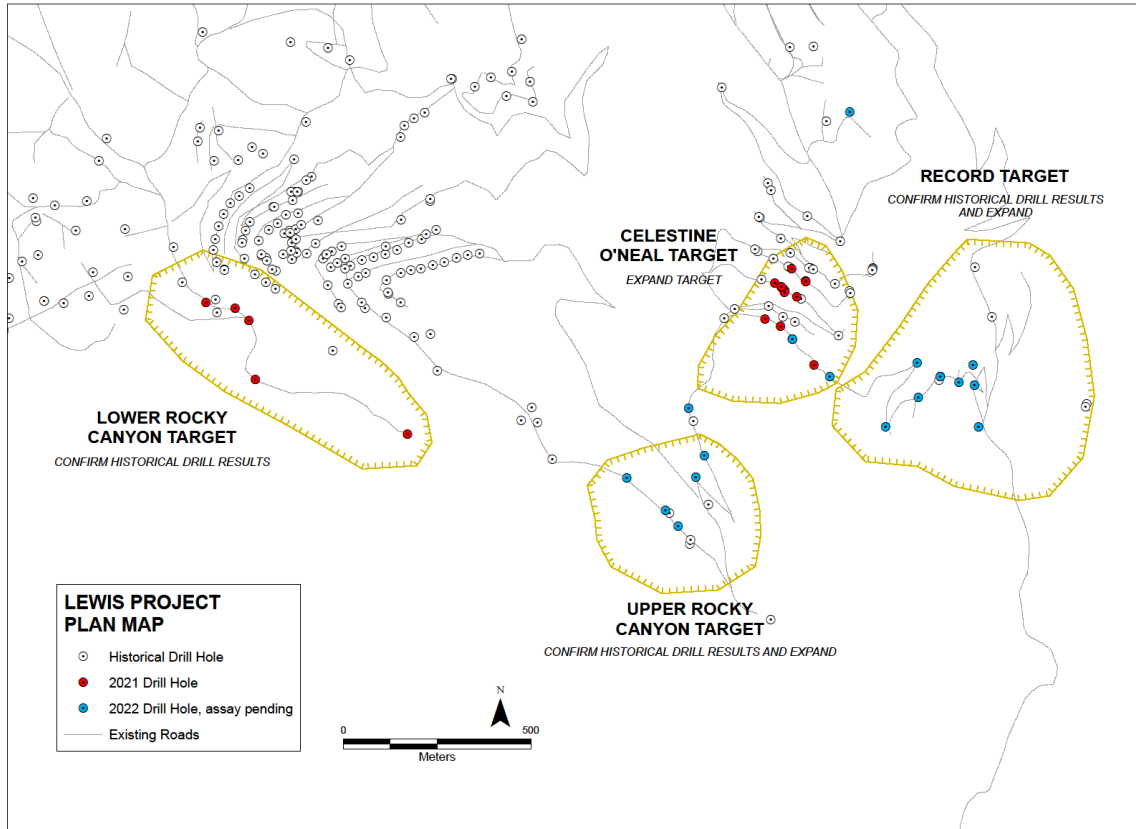 RECORD TARGET
CONFIRM HISTORICAL DRILL RESULTS
AND EXPAND
CELESTINE
O'NEAL TARGET
EXPAND TARGET
LOWER ROCKY
CANYON TARGET
CONFIRM HISTORICAL DRILL RESULTS
UPPER ROCKY
CANYON TARGET
CONFIRM HISTORICAL DRILL RESULTS AND EXPAND
LEWIS PROJECT
PLAN MAP
Historical Drill Hole
2021 Drill Hole
2022 Drill Hole, assay pending
Existing Roads
N
0 500
Meters